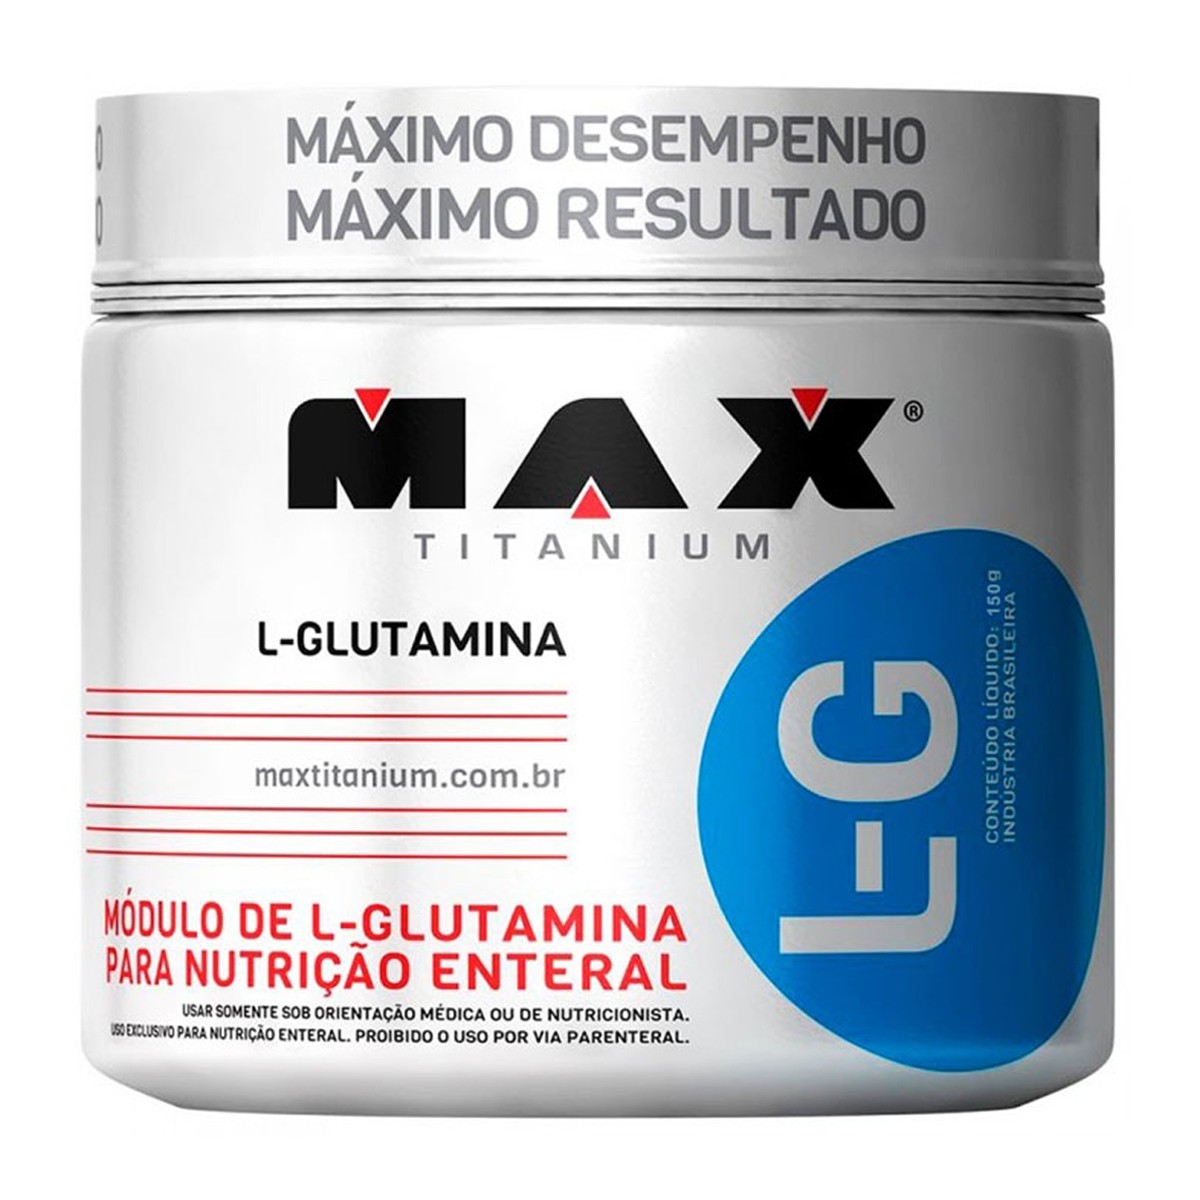 MÁXIMO DESEMPENHO
MÁXIMO RESULTADO
MAX®
TITANIUM
L-GLUTAMINA
maxtitanium.com.br
MÓDULO DE L-GLUTAMINA
PARA NUTRIÇÃO ENTERAL
USAR SOMENTE SOB ORIENTAÇÃO MÉDICA OU DE NUTRICIONISTA.
USO EXCLUSIVO PARA NUTRIÇÃO ENTERAL. PROIBIDO O USO POR VIA PARENTERAL.
L-G
CONTEÚDO LÍQUIDO: 150g
INDÚSTRIA BRASILEIRA